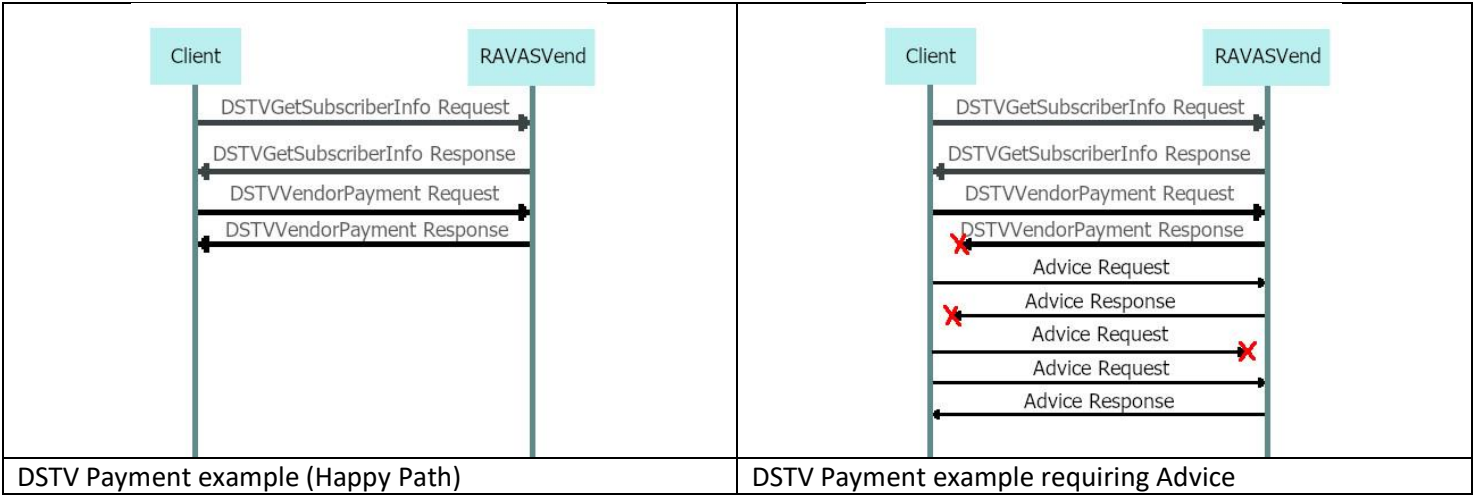 Client
RAVASVend
DSTVGetSubscriberInfo Request
DSTVGetSubscriberInfo Response
DSTVVendorPayment Request
DSTVVendorPayment Response
DSTV Payment example (Happy Path)
Client
RAVASVend
DSTVGetSubscriberInfo Request
DSTVGetSubscriberInfo Response
DSTVVendorPayment Request
DSTVVendorPayment Response
Advice Request
Advice Response
Advice Request
Advice Request
Advice Response
DSTV Payment example requiring Advice